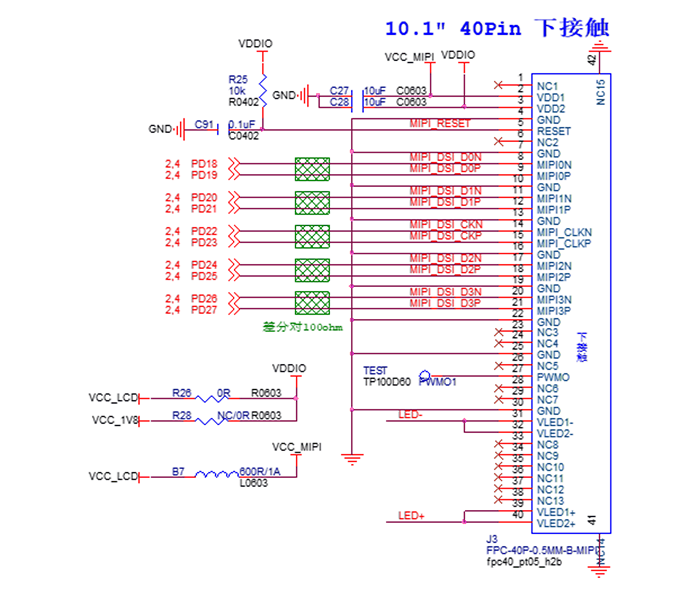 10.1" 40Pin 下接触
VDDIO
VCC_MIPI VDDIO
R25
10k
R0402
GND
C27 10uF C0603
C28 10uF C0603
GND C91 0.1uF
C0402
MIPI_RESET
2,4 PD18 MIPI_DSI_D0N
2,4 PD19 MIPI_DSI_D0P
2,4 PD20 MIPI_DSI_D1N
2,4 PD21 MIPI_DSI_D1P
2,4 PD22 MIPI_DSI_CKN
2,4 PD23 MIPI_DSI_CKP
2,4 PD24 MIPI_DSI_D2N
2,4 PD25 MIPI_DSI_D2P
2,4 PD26 MIPI_DSI_D3N
2,4 PD27 MIPI_DSI_D3P
差分对100ohm
42
NC15
1 NC1
2 VDD1
3 VDD2
4 GND
5 RESET
6 NC2
7 GND
8 MIPI0N
9 MIPI0P
10 GND
11 MIPI1N
12 MIPI1P
13 GND
14 MIPI_CLKN
15 MIPI_CLKP
16 GND
17 MIPI2N
18 MIPI2P
19 GND
20 MIPI3N
21 MIPI3P
22 GND
23 NC3
24 NC4
25 GND
26 NC5
27 PWMO
28 NC6
29 NC7
30 GND
31 VLED1-
32 VLED2-
33 NC8
34 NC9
35 NC10
36 NC11
37 NC12
38 NC13
39 VLED1+
40 VLED2+
下接触
41
NC14
TEST
TP100D60 PWMO1
LED-
LED+
VDDIO
VCC_LCD R26 0R R0603
VCC_1V8 R28 NC/0R R0603
VCC_MIPI
VCC_LCD B7 600R/1A
L0603
J3
FPC-40P-0.5MM-B-MIPI
fpc40_pt05_h2b